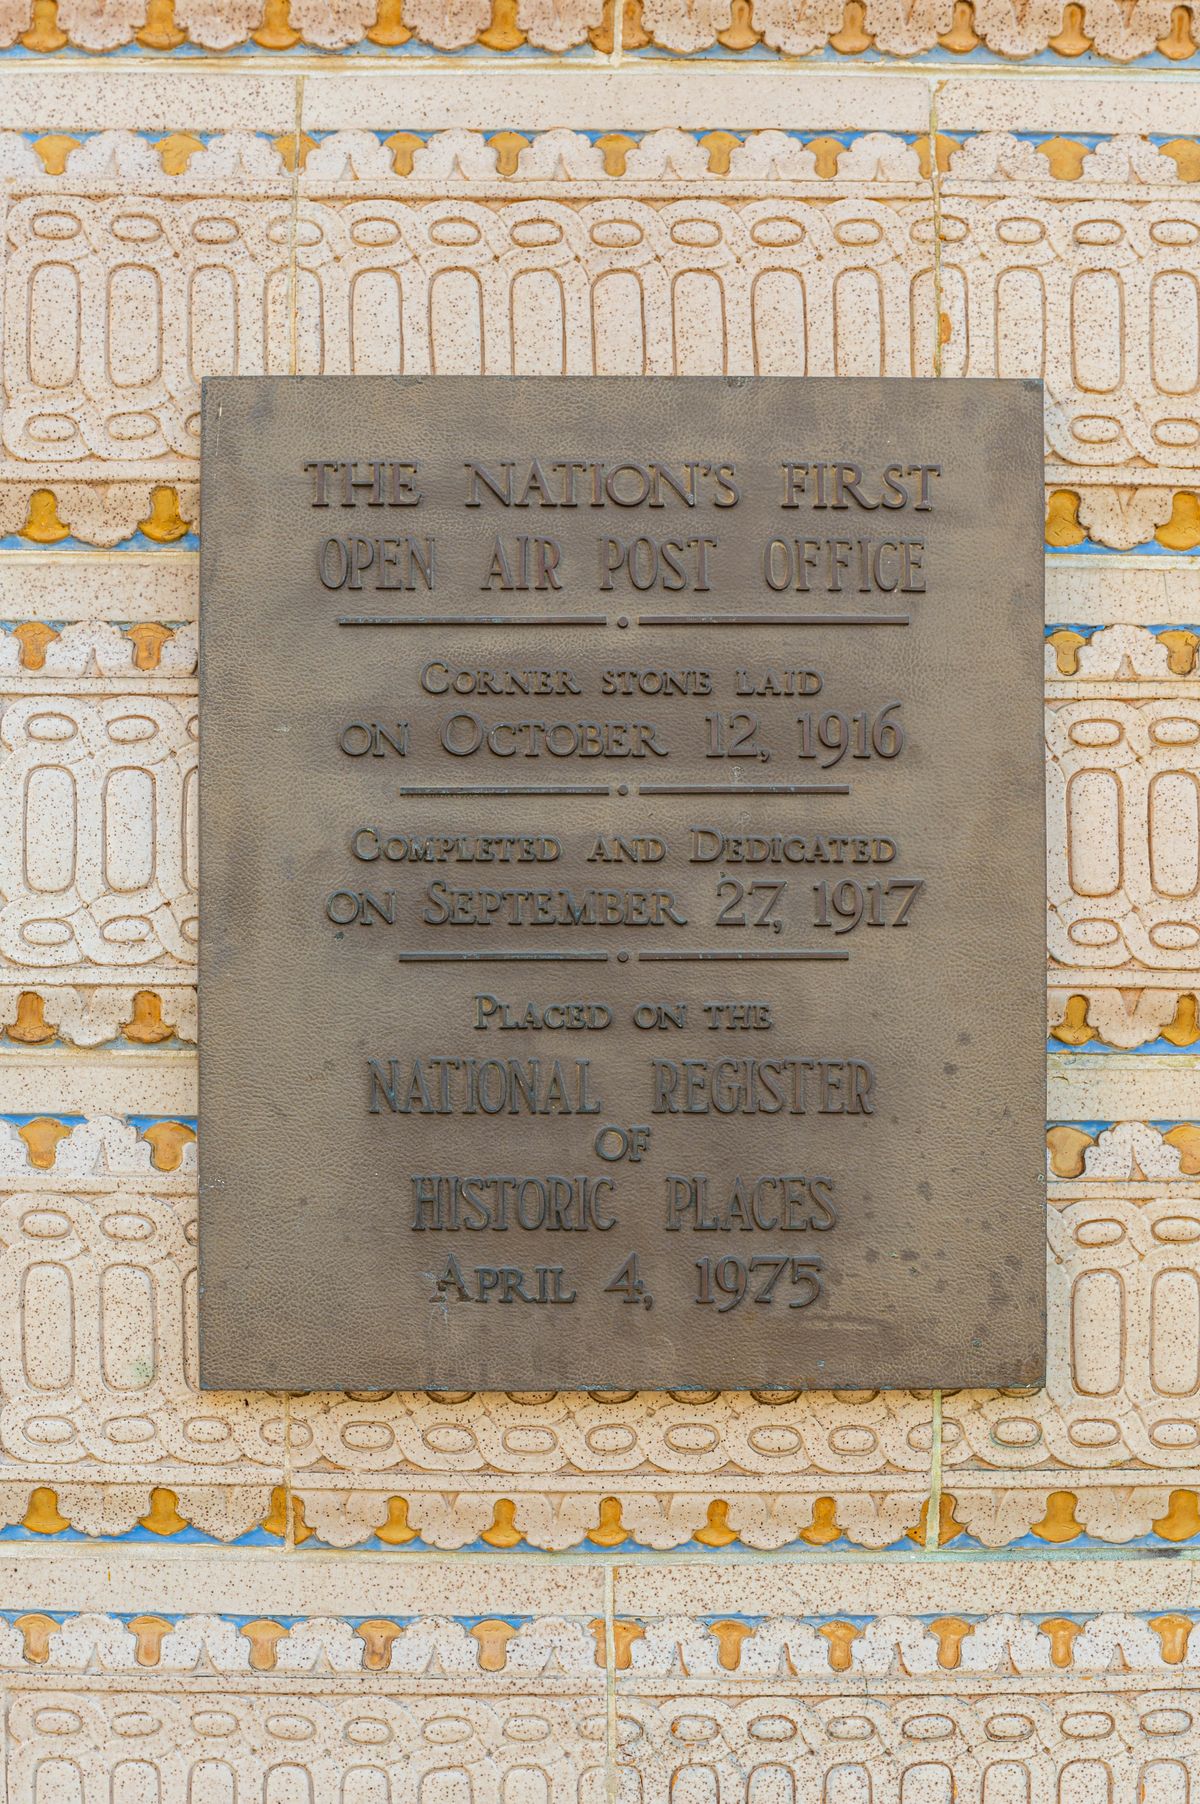 THE NATION'S FIRST
OPEN AIR POST OFFICE
CORNER STONE LAID
ON OCTOBER 12, 1916
COMPLETED AND DEDICATED
ON SEPTEMBER 27, 1917
PLACED ON THE
NATIONAL REGISTER
OF
HISTORIC PLACES
APRIL 4, 1975